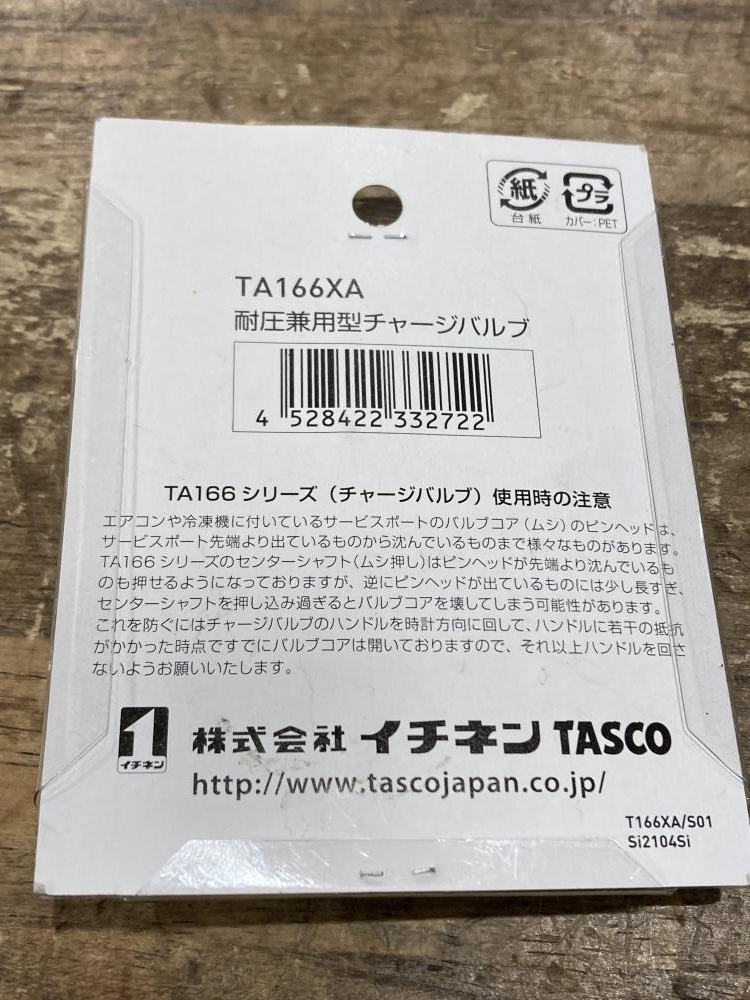 紙
台紙
プラ
カバー:PET
TA166XA
耐圧兼用型チャージバルブ
4 528422 332722
TA166 シリーズ（チャージバルブ）使用時の注意
エアコンや冷凍機に付いているサービスポートのバルブコア（ムシ）のピンヘッドは、
サービスポート先端より出ているものから沈んでいるものまで様々なものがあります。
TA166 シリーズのセンターシャフト（ムシ押し）はピンヘッドが先端より沈んでいるも
のも押せるようになっておりますが、逆にピンヘッドが出ているものには少し長すぎ、
センターシャフトを押し込み過ぎるとバルブコアを壊してしまう可能性があります。
これを防ぐにはチャージバルブのハンドルを時計方向に回して、ハンドルに若干の抵抗
がかかった時点ですでにバルブコアは開いておりますので、それ以上ハンドルを回さ
ないようお願いいたします。
1
イチネン
株式会社 イチネン TASCO
http://www.tascojapan.co.jp/
T166XA/S01
Si2104Si